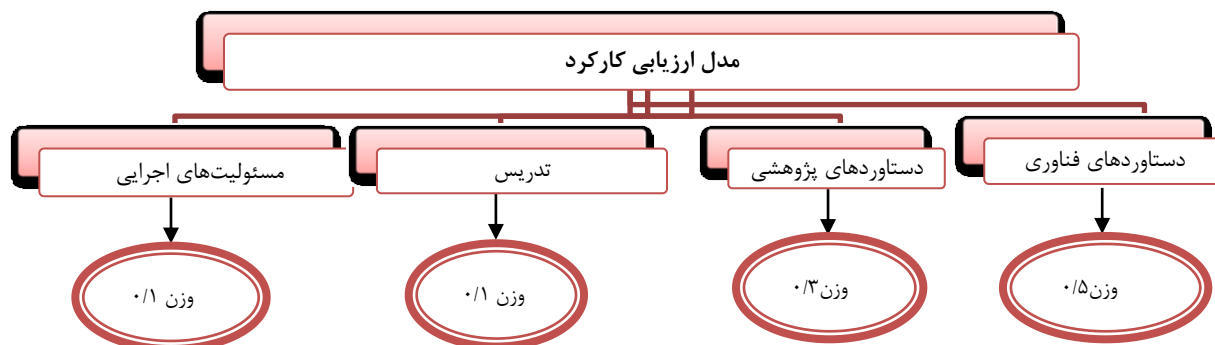 مدل ارزیابی کارکرد
دستاوردهای فناوری
دستاوردهای پژوهشی
تدریس
مسئولیت‌های اجرایی
وزن۰/۵
وزن۰/۳
وزن ۰/۱
وزن ۰/۱